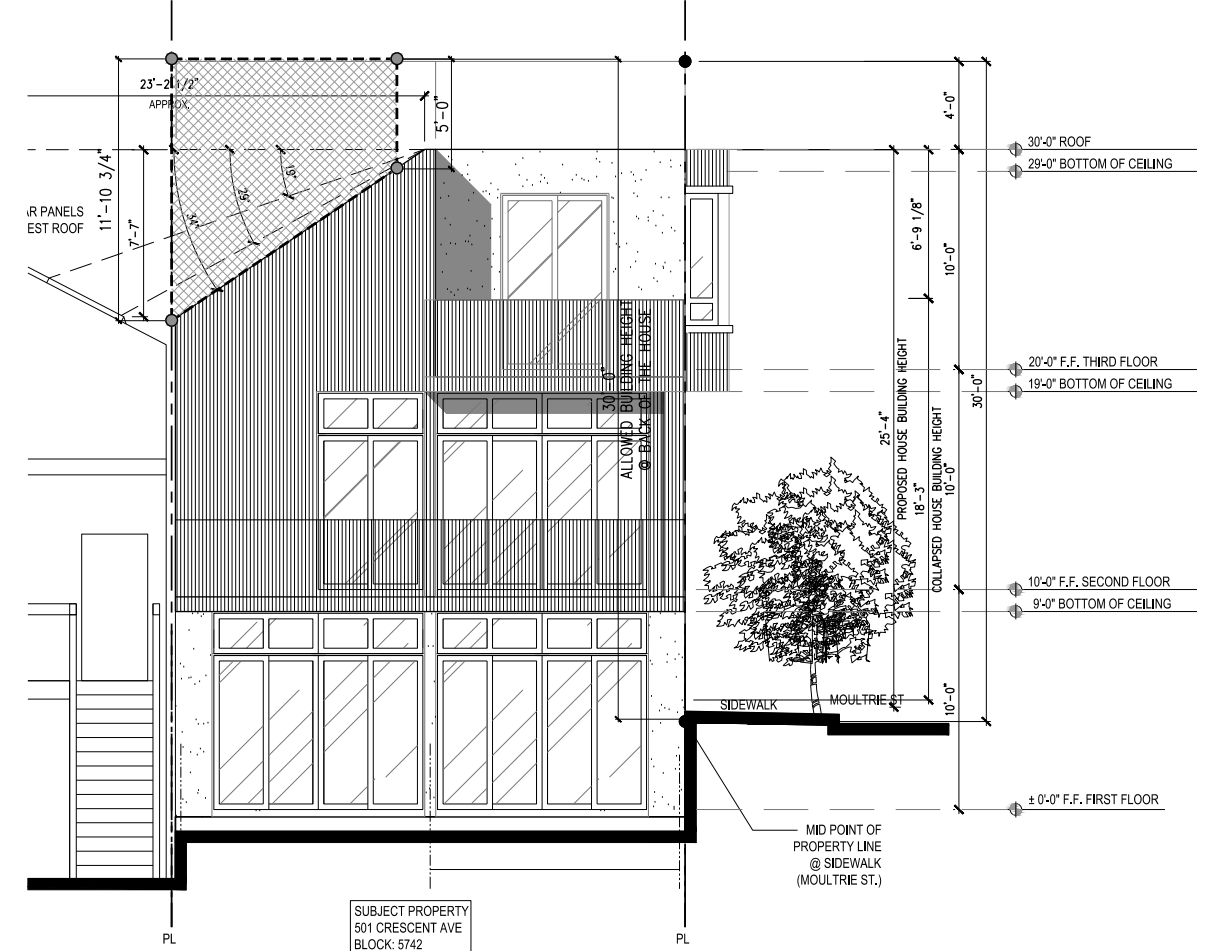 23'-2 1/2"
APPROX.
5'-0"
4'-0"
30'-0" ROOF
29'-0" BOTTOM OF CEILING
11'-10 3/4"
7'-7"
34°
29°
19°
AR PANELS
EST ROOF
6'-9 1/8"
10'-0"
30'-0"
ALLOWED BUILDING HEIGHT
@ BACK OF THE HOUSE
20'-0" F.F. THIRD FLOOR
19'-0" BOTTOM OF CEILING
25'-4"
PROPOSED HOUSE BUILDING HEIGHT
18'-3"
COLLAPSED HOUSE BUILDING HEIGHT
10'-0"
30'-0"
10'-0" F.F. SECOND FLOOR
9'-0" BOTTOM OF CEILING
10'-0"
SIDEWALK
MOULTRIE ST
± 0'-0" F.F. FIRST FLOOR
MID POINT OF
PROPERTY LINE
@ SIDEWALK
(MOULTRIE ST.)
SUBJECT PROPERTY
501 CRESCENT AVE
BLOCK: 5742
PL
PL